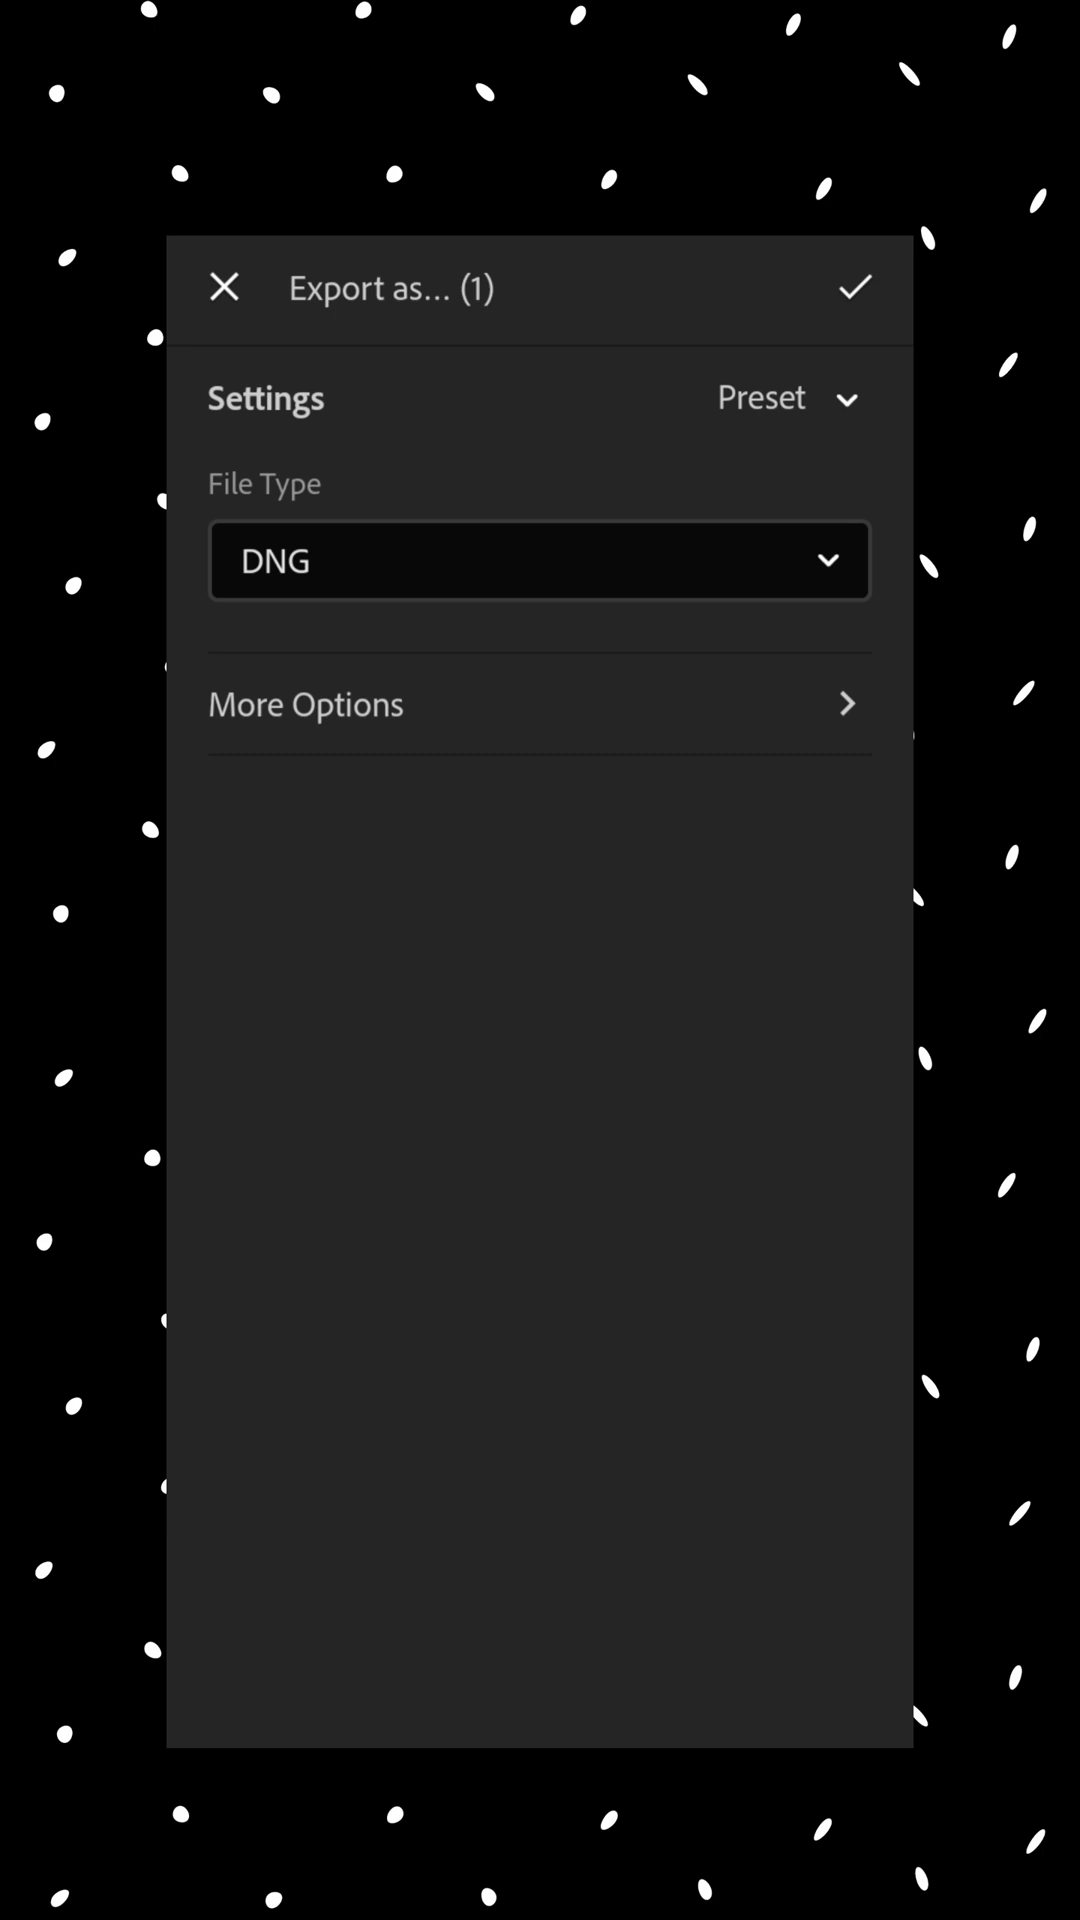 Export as... (1)
Settings
Preset
File Type
DNG
More Options